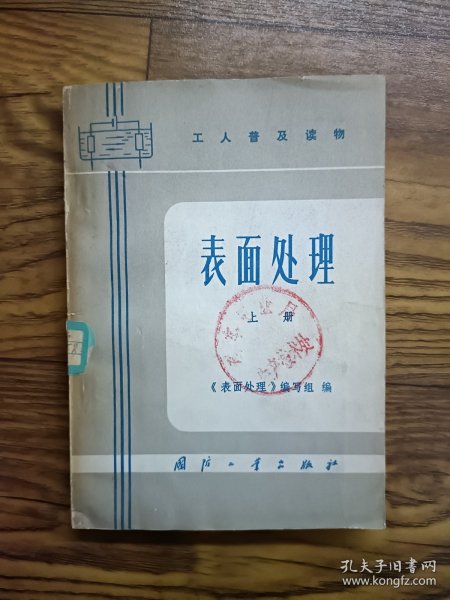 工人普及读物
表面处理
上册
《表面处理》编写组 编
国防工业出版社
孔夫子旧书网
www.kongfz.com